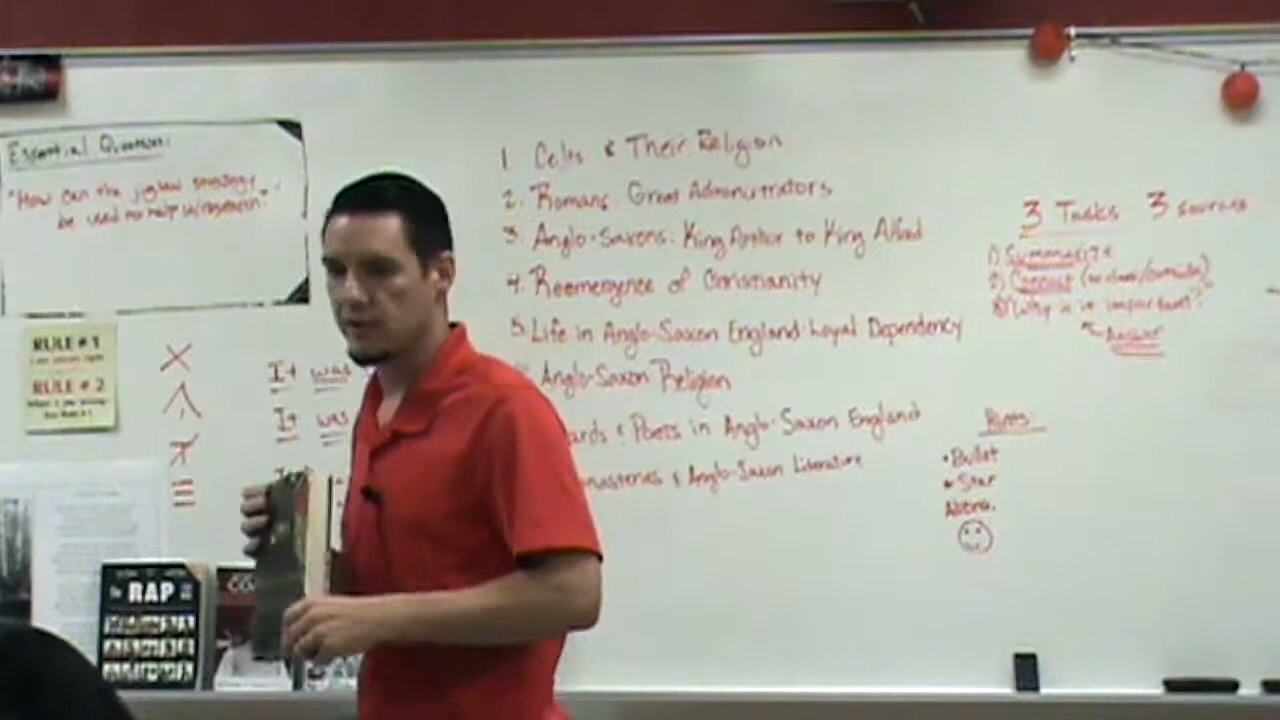 Essential Question:
"How can the jigsaw strategy
be used to help in research?"
RULE # 1
RULE # 2
It was
It was
1. Celts & Their Religion
2. Romans: Great Administrators
3. Anglo-Saxons: King Arthur to King Alfred
4. Reemergence of Christianity
5. Life in Anglo-Saxon England: Loyal Dependency
Anglo-Saxon Religion
ards & Poets in Anglo-Saxon England
nasteries & Anglo-Saxon Literature
3 Tasks 3 sources
1) Summarize
2) Connect
3) "Why is it important?"
Answer
Hints
• Bullet
Star
Abbrev.
RAP